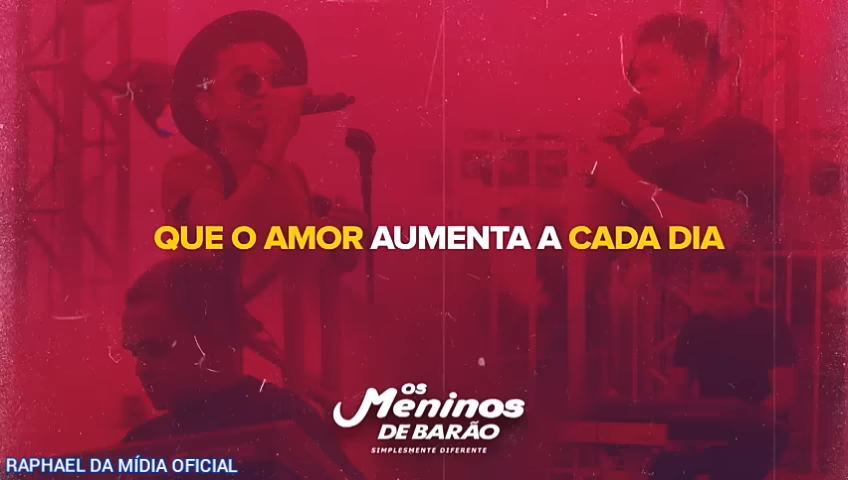 QUE O AMOR AUMENTA A CADA DIA
OS
Meninos
DE BARÃO
SIMPLESMENTE DIFERENTE
RAPHAEL DA MÍDIA OFICIAL